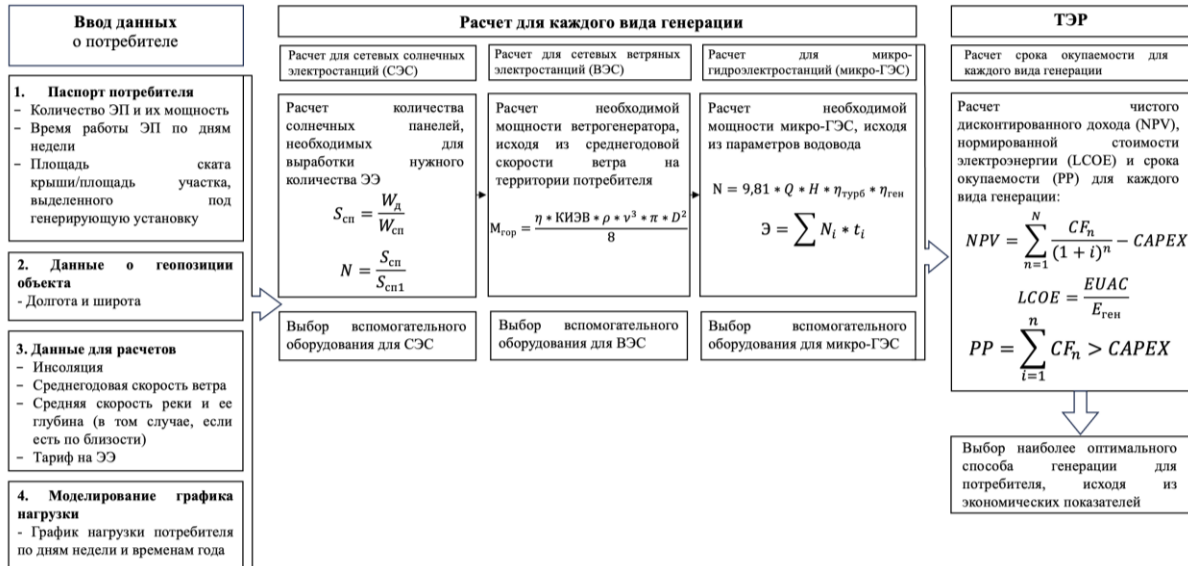 Ввод данных
о потребителе
1. Паспорт потребителя
− Количество ЭП и их мощность
− Время работы ЭП по дням
недели
− Площадь ската
крыши/площадь участка,
выделенного под
генерирующую установку
2. Данные о геопозиции
объекта
- Долгота и широта
3. Данные для расчетов
− Инсоляция
− Среднегодовая скорость ветра
− Средняя скорость реки и ее
глубина (в том случае, если
есть по близости)
− Тариф на ЭЭ
4. Моделирование графика
нагрузки
- График нагрузки потребителя
по дням недели и временам года
Расчет для каждого вида генерации
Расчет для сетевых солнечных
электростанций (СЭС)
Расчет количества
солнечных панелей,
необходимых для
выработки нужного
количества ЭЭ
S_сп = W_д / W_сп
N = S_сп / S_сп1
Выбор вспомогательного
оборудования для СЭС
Расчет для сетевых ветряных
электростанций (ВЭС)
Расчет необходимой
мощности ветрогенератора,
исходя из среднегодовой
скорости ветра на
территории потребителя
М_гор = η * КИЭВ * ρ * v³ * π * D² / 8
Выбор вспомогательного
оборудования для ВЭС
Расчет для микро-
гидроэлектростанций (микро-ГЭС)
Расчет необходимой
мощности микро-ГЭС, исходя
из параметров водовода
N = 9,81 * Q * H * η_турб * η_ген
Э = ∑ N_i * t_i
Выбор вспомогательного
оборудования для микро-ГЭС
ТЭР
Расчет срока окупаемости для
каждого вида генерации
Расчет чистого
дисконтированного дохода (NPV),
нормированной стоимости
электроэнергии (LCOE) и срока
окупаемости (PP) для каждого
вида генерации:
NPV = ∑_{n=1}^{N} CF_n / (1 + i)^n − CAPEX
LCOE = EUAC / E_ген
PP = ∑_{i=1}^{n} CF_n > CAPEX
Выбор наиболее оптимального
способа генерации для
потребителя, исходя из
экономических показателей